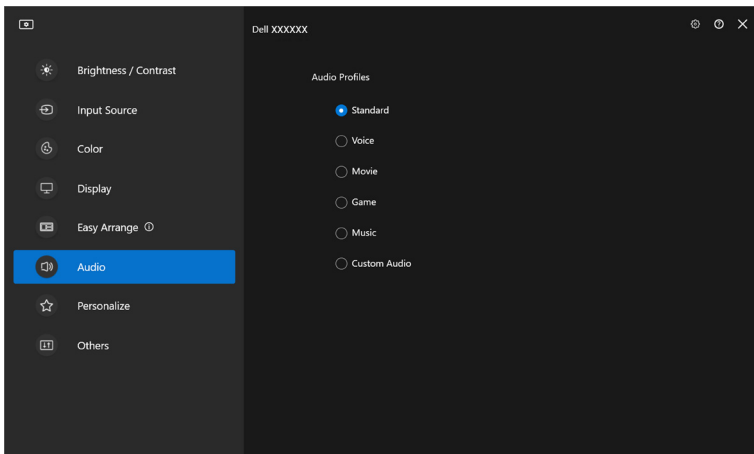 Dell XXXXXX
Brightness / Contrast
Input Source
Color
Display
Easy Arrange
Audio
Personalize
Others
Audio Profiles
Standard
Voice
Movie
Game
Music
Custom Audio